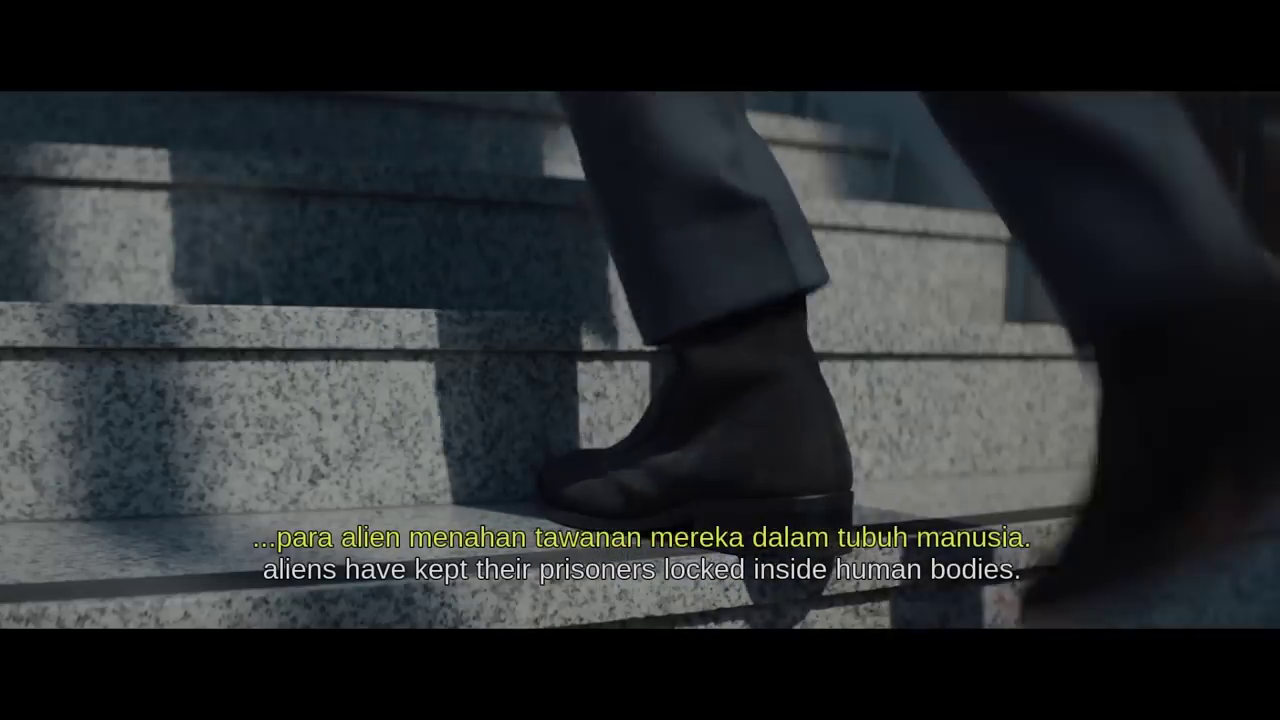 ...para alien menahan tawanan mereka dalam tubuh manusia.
aliens have kept their prisoners locked inside human bodies.